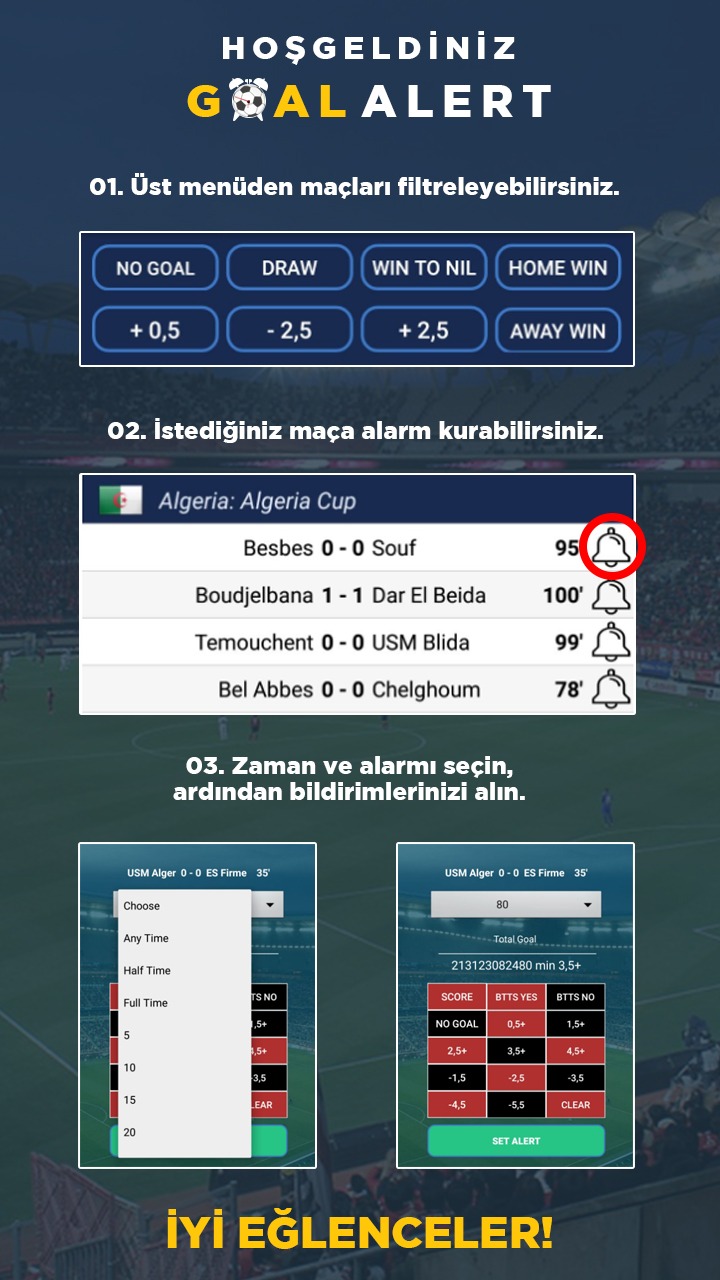 HOŞGELDİNİZ
GOAL ALERT
01. Üst menüden maçları filtreleyebilirsiniz.
NO GOAL DRAW WIN TO NIL HOME WIN
+ 0,5 - 2,5 + 2,5 AWAY WIN
02. İstediğiniz maça alarm kurabilirsiniz.
Algeria: Algeria Cup
Besbes 0 - 0 Souf 95
Boudjelbana 1 - 1 Dar El Beida 100'
Temouchent 0 - 0 USM Blida 99'
Bel Abbes 0 - 0 Chelghoum 78'
03. Zaman ve alarmı seçin,
ardından bildirimlerinizi alın.
USM Alger 0 - 0 ES Firme 35'
Choose
Any Time
Half Time
Full Time
5
10
15
20
TS NO
1,5+
4,5+
-3,5
LEAR
USM Alger 0 - 0 ES Firme 35'
80
Total Goal
213123082480 min 3,5+
SCORE BTTS YES BTTS NO
NO GOAL 0,5+ 1,5+
2,5+ 3,5+ 4,5+
-1,5 -2,5 -3,5
-4,5 -5,5 CLEAR
SET ALERT
İYİ EĞLENCELER!